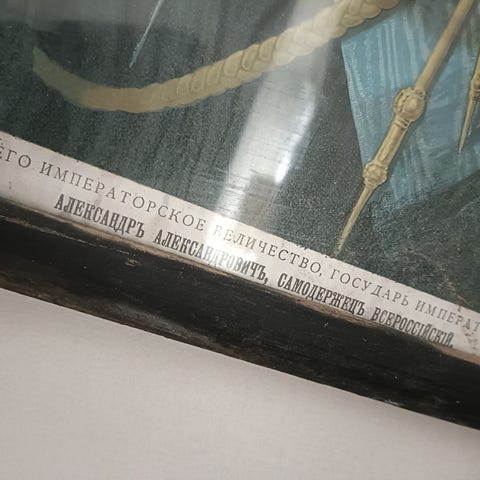 ЕГО ИМПЕРАТОРСКОЕ ВЕЛИЧЕСТВО, ГОСУДАРЬ ИМПЕРАТ
АЛЕКСАНДРЪ АЛЕКСАНДРОВИЧЪ, САМОДЕРЖЕЦЪ ВСЕРОССІЙСКІЙ.